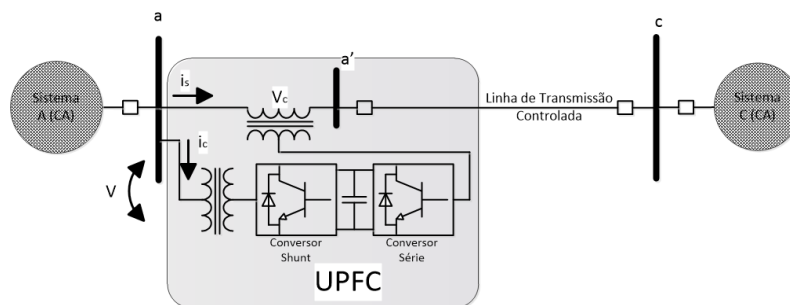 a
c
a'
Sistema
A (CA)
is
Vc
Linha de Transmissão
Controlada
Sistema
C (CA)
ic
V
Conversor
Shunt
Conversor
Série
UPFC